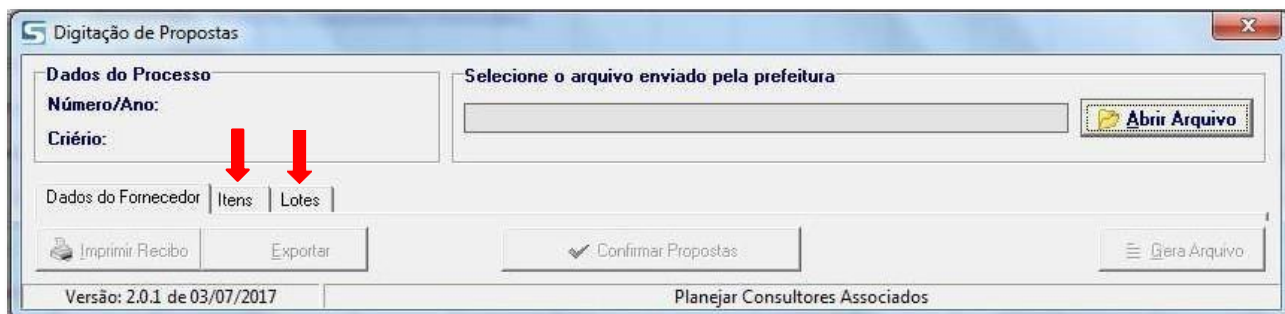 Digitação de Propostas
Dados do Processo
Número/Ano:
Criério:
Selecione o arquivo enviado pela prefeitura
Abrir Arquivo
Dados do Fornecedor Itens Lotes
Imprimir Recibo Exportar Confirmar Propostas Gera Arquivo
Versão: 2.0.1 de 03/07/2017 Planejar Consultores Associados